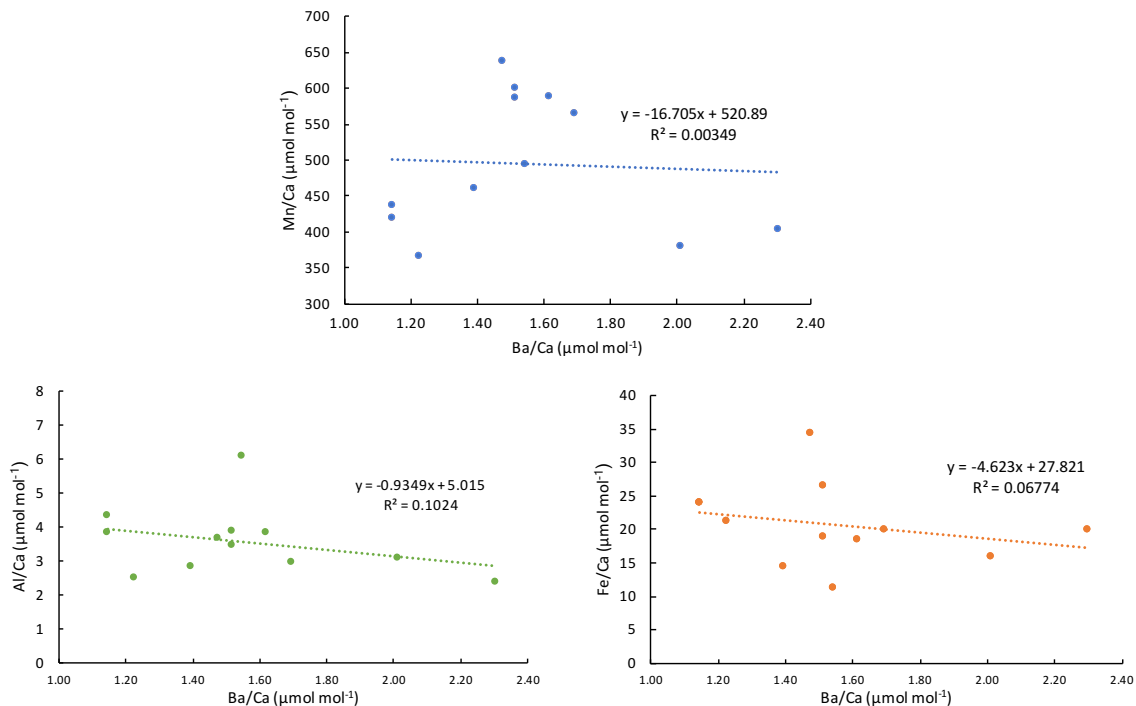 700
650
600
550
500
450
400
350
300
Mn/Ca (μmol mol⁻¹)
y = -16.705x + 520.89
R² = 0.00349
1.00 1.20 1.40 1.60 1.80 2.00 2.20 2.40
Ba/Ca (μmol mol⁻¹)
8
7
6
5
4
3
2
1
0
Al/Ca (μmol mol⁻¹)
y = -0.9349x + 5.015
R² = 0.1024
1.00 1.20 1.40 1.60 1.80 2.00 2.20 2.40
Ba/Ca (μmol mol⁻¹)
40
35
30
25
20
15
10
5
0
Fe/Ca (μmol mol⁻¹)
y = -4.623x + 27.821
R² = 0.06774
1.00 1.20 1.40 1.60 1.80 2.00 2.20 2.40
Ba/Ca (μmol mol⁻¹)